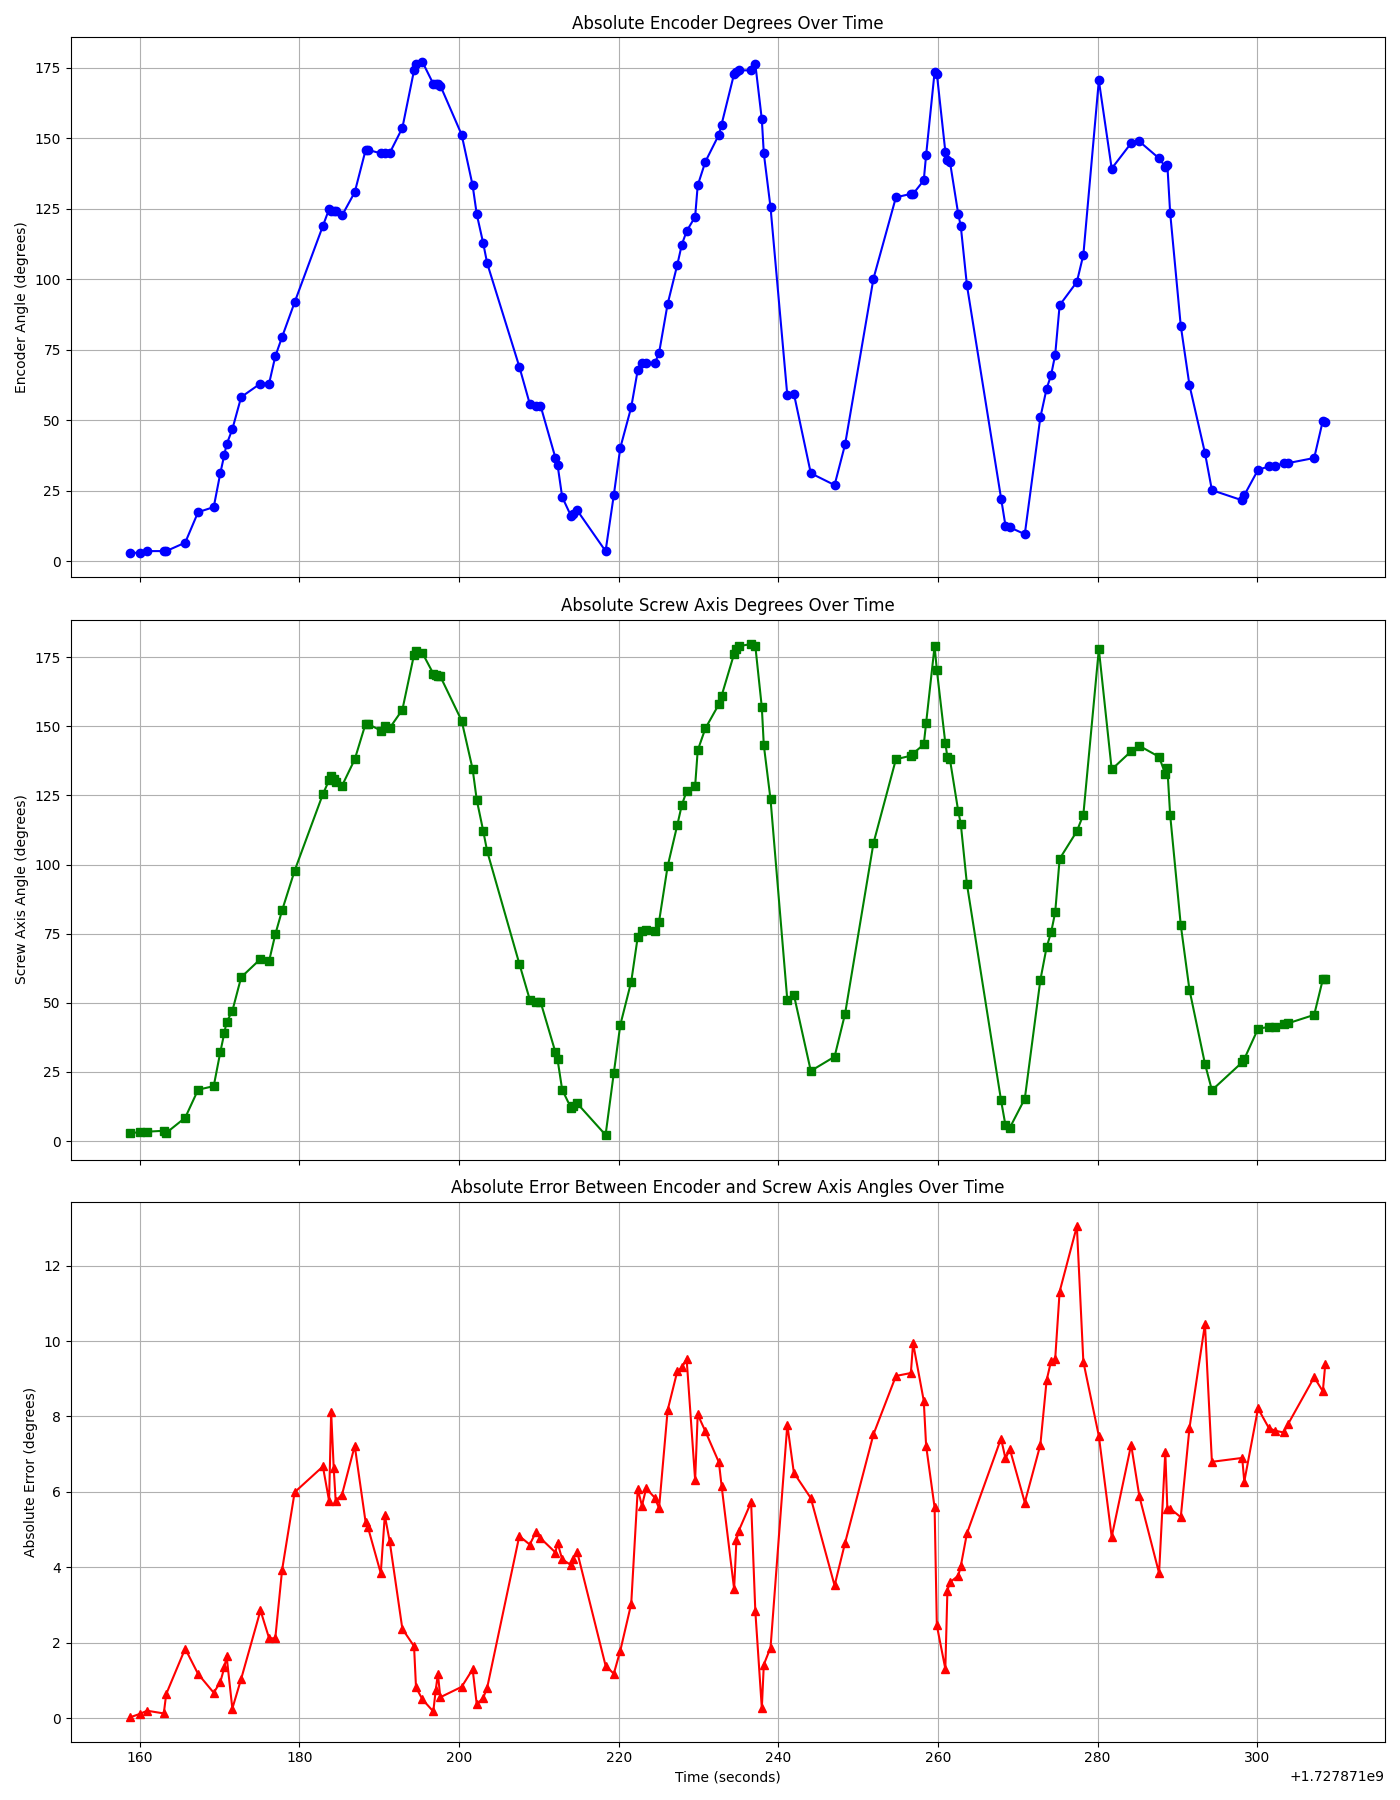 Absolute Encoder Degrees Over Time
175
150
125
100
75
50
25
0
Encoder Angle (degrees)
Absolute Screw Axis Degrees Over Time
175
150
125
100
75
50
25
0
Screw Axis Angle (degrees)
Absolute Error Between Encoder and Screw Axis Angles Over Time
12
10
8
6
4
2
0
Absolute Error (degrees)
160 180 200 220 240 260 280 300
Time (seconds)
+1.727871e9